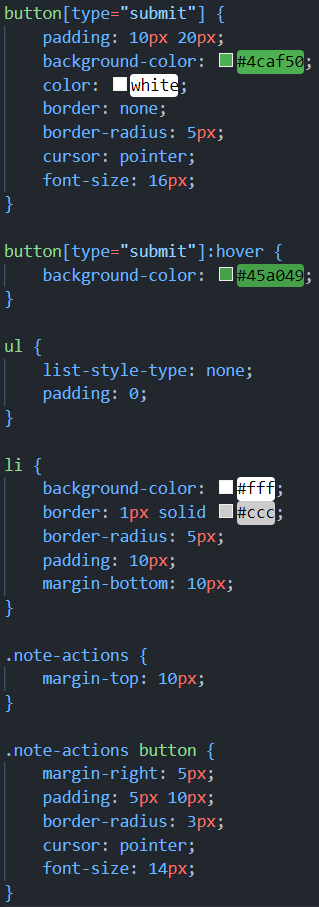 button[type="submit"] {
    padding: 10px 20px;
    background-color: #4caf50;
    color: white;
    border: none;
    border-radius: 5px;
    cursor: pointer;
    font-size: 16px;
}

button[type="submit"]:hover {
    background-color: #45a049;
}

ul {
    list-style-type: none;
    padding: 0;
}

li {
    background-color: #fff;
    border: 1px solid #ccc;
    border-radius: 5px;
    padding: 10px;
    margin-bottom: 10px;
}

.note-actions {
    margin-top: 10px;
}

.note-actions button {
    margin-right: 5px;
    padding: 5px 10px;
    border-radius: 3px;
    cursor: pointer;
    font-size: 14px;
}